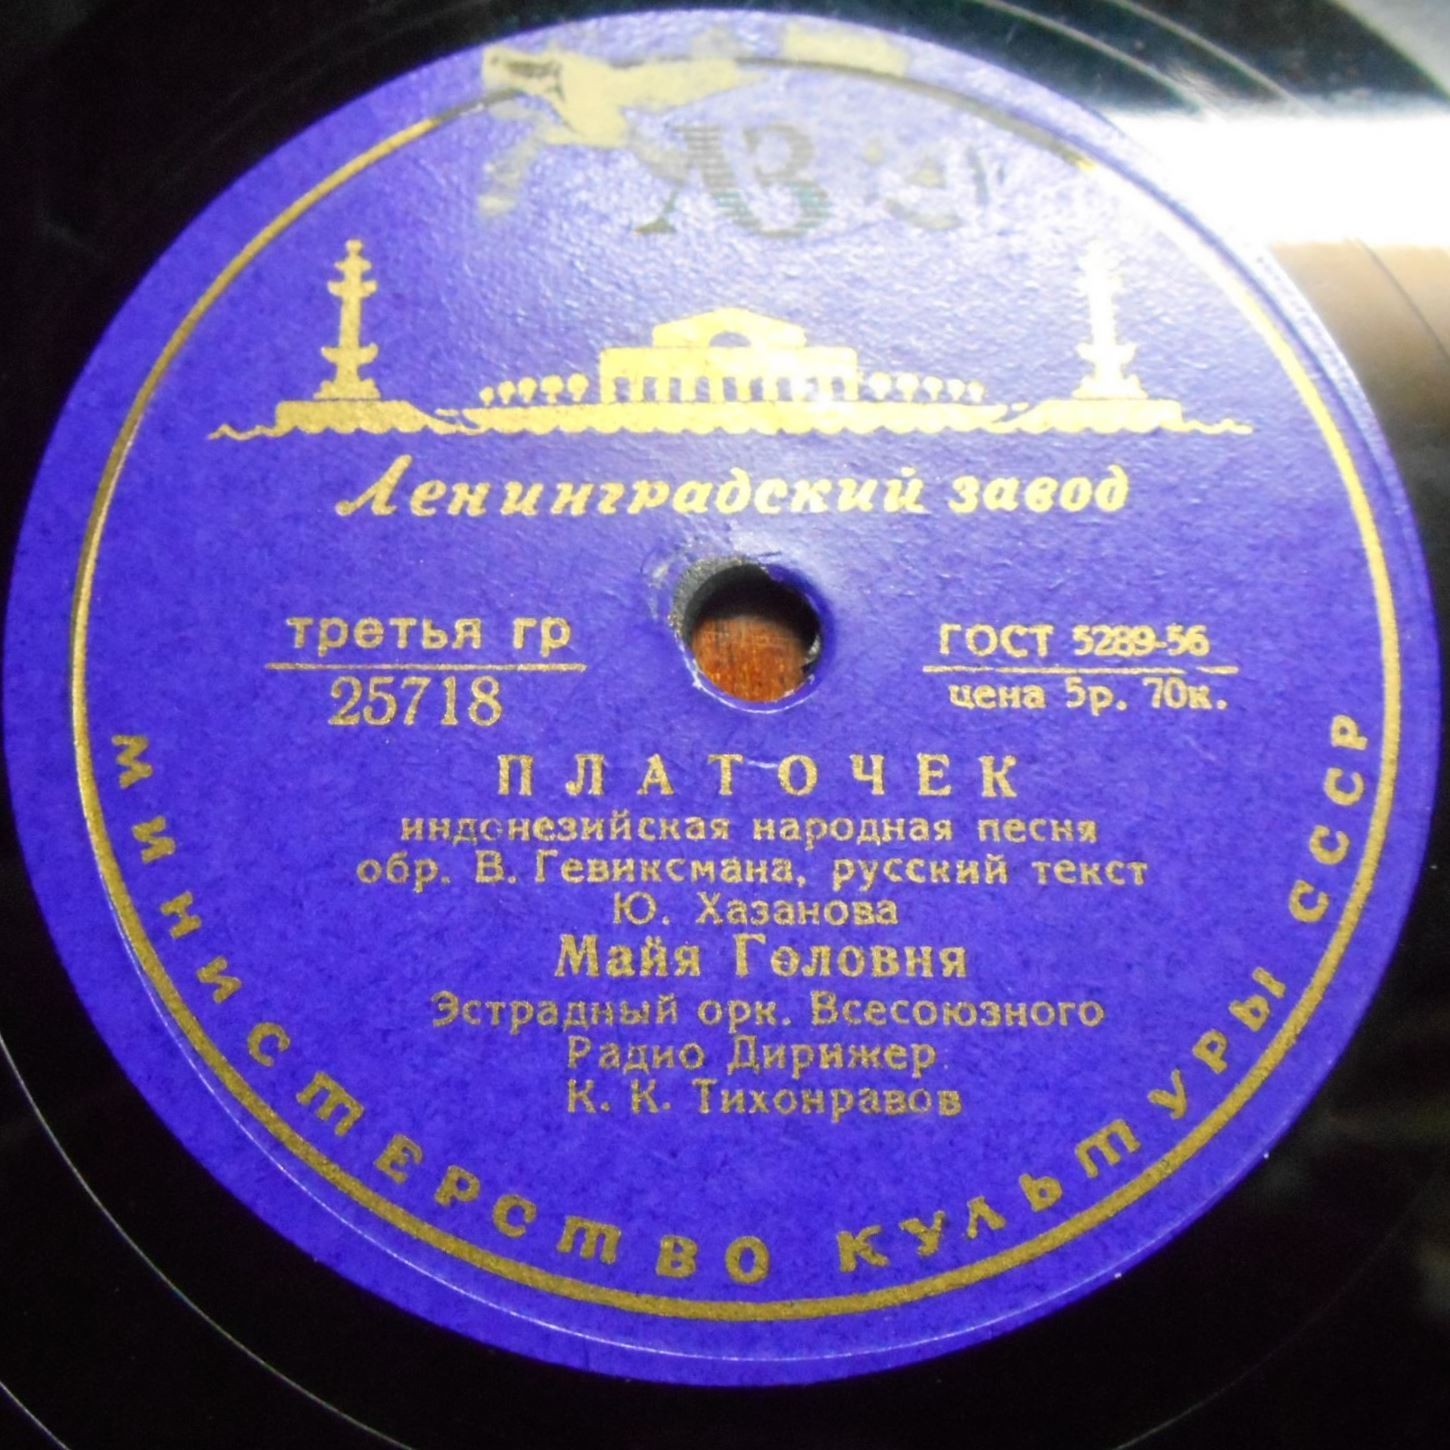 Ленинградский завод
третья гр
25718
ГОСТ 5289-56
цена 5р. 70к.
ПЛАТОЧЕК
индонезийская народная песня
обр. В. Гевиксмана, русский текст
Ю. Хазанова
Майя Головня
Эстрадный орк. Всесоюзного
Радио Дирижер
К. К. Тихонравов
МИНИСТЕРСТВО КУЛЬТУРЫ СССР